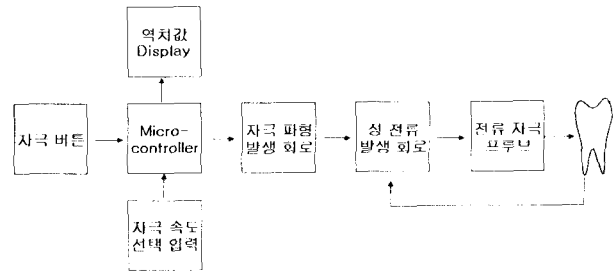 역치값
Display
자극 버튼
Micro-
controller
자극 파형
발생 회로
정 전류
발생 회로
전류 자극
프루브
자극 속도
선택 입력